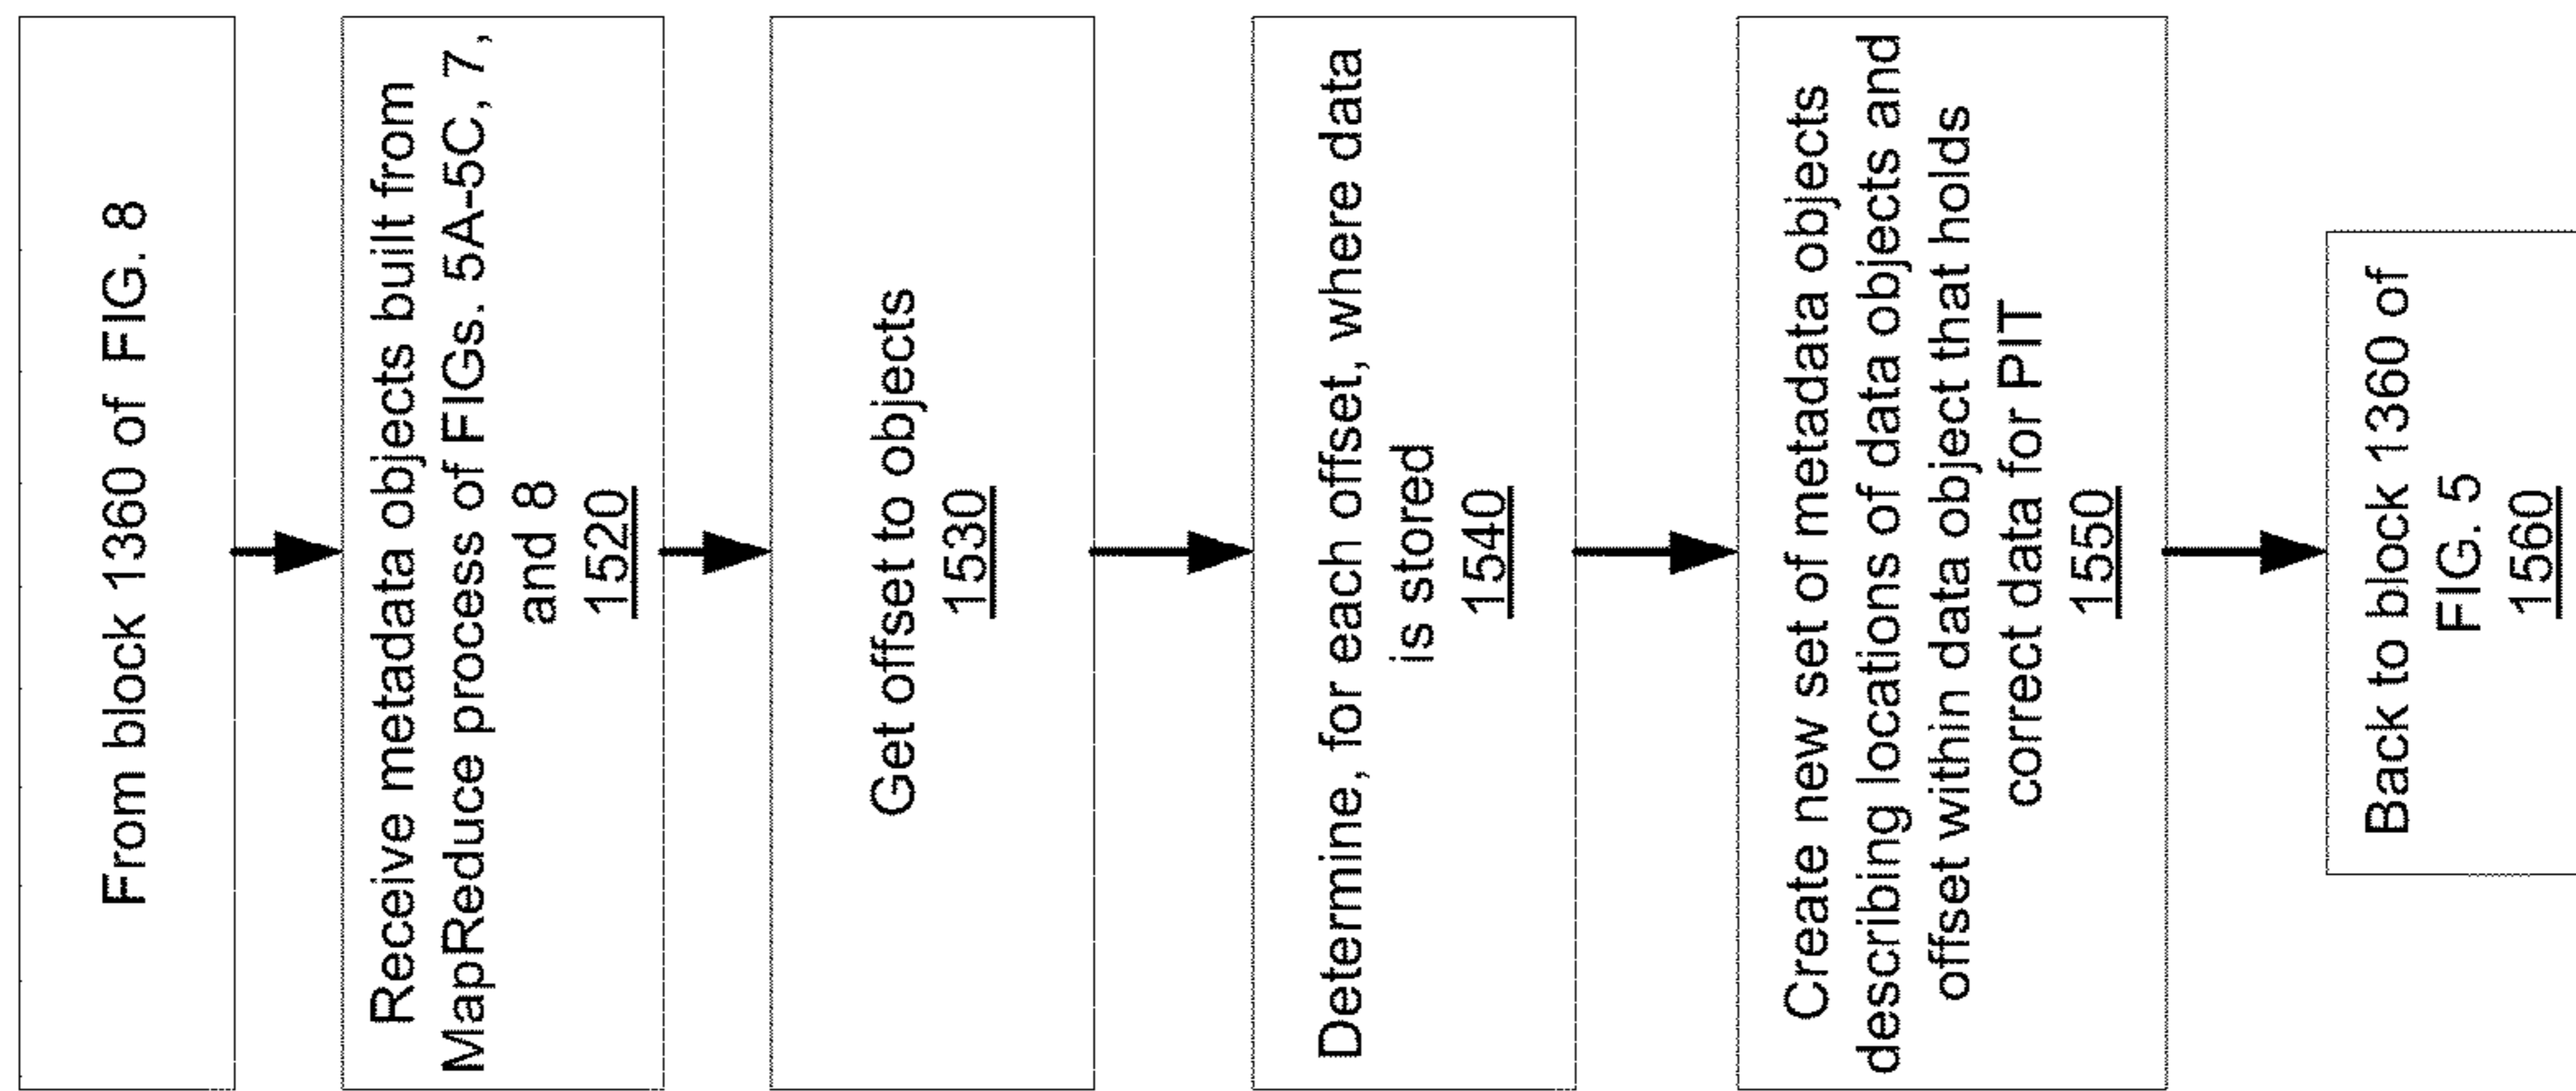 From block 1360 of FIG. 8
Receive metadata objects built from
MapReduce process of FIGs. 5A-5C, 7,
and 8
1520
Get offset to objects
1530
Determine, for each offset, where data
is stored
1540
Create new set of metadata objects
describing locations of data objects and
offset within data object that holds
correct data for PIT
1550
Back to block 1360 of
FIG. 5
1560